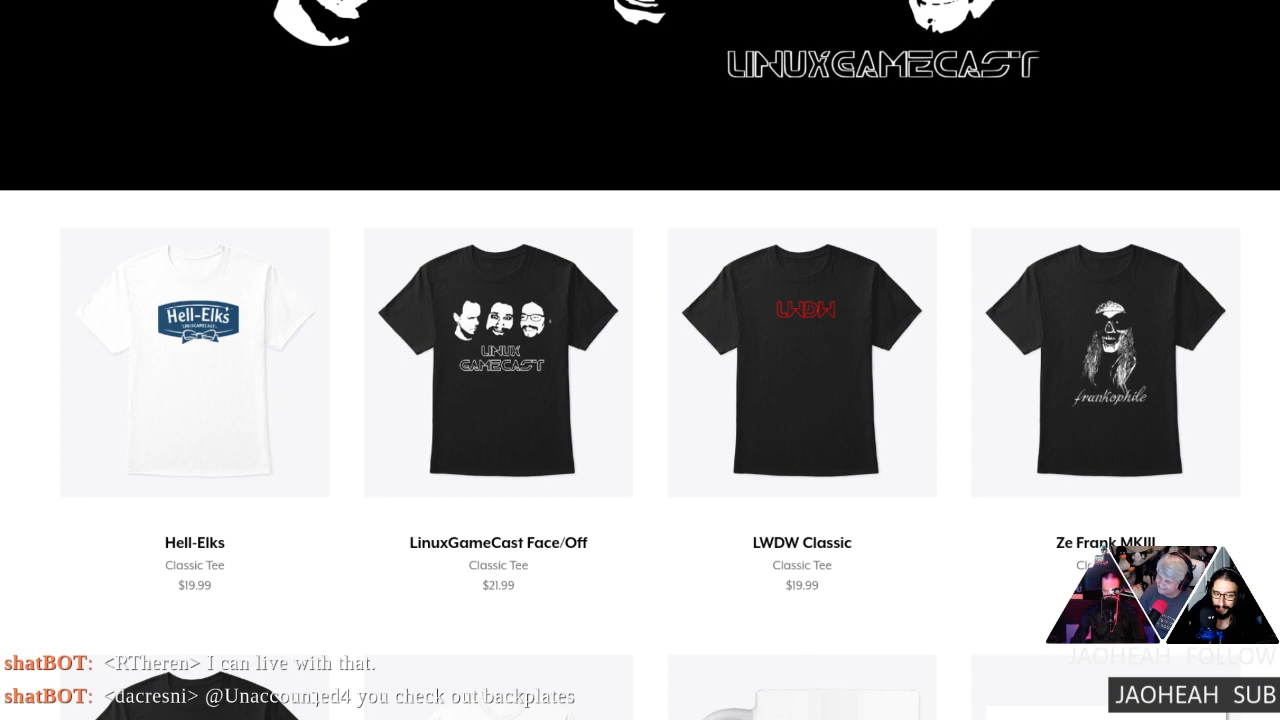 LINUXGAMECAST
Hell-Elks
LINUXGAMECAST
LINUX
GAMECAST
LWDW
frankophile
Hell-Elks
Classic Tee
$19.99
LinuxGameCast Face/Off
Classic Tee
$21.99
LWDW Classic
Classic Tee
$19.99
Ze Frank MKIII
shatBOT: <RTheren> I can live with that.
shatBOT: <dacresni> @Unaccounted4 you check out backplates
JAOHEAH FOLLOW
JAOHEAH SUB